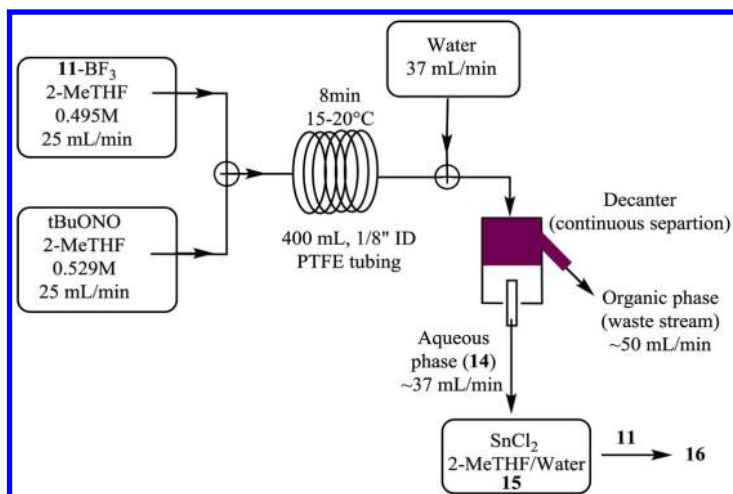 11-BF3
2-MeTHF
0.495M
25 mL/min
tBuONO
2-MeTHF
0.529M
25 mL/min
8min
15-20°C
400 mL, 1/8" ID
PTFE tubing
Water
37 mL/min
Decanter
(continuous separtion)
Organic phase
(waste stream)
~50 mL/min
Aqueous
phase (14)
~37 mL/min
SnCl2
2-MeTHF/Water
15
11
16